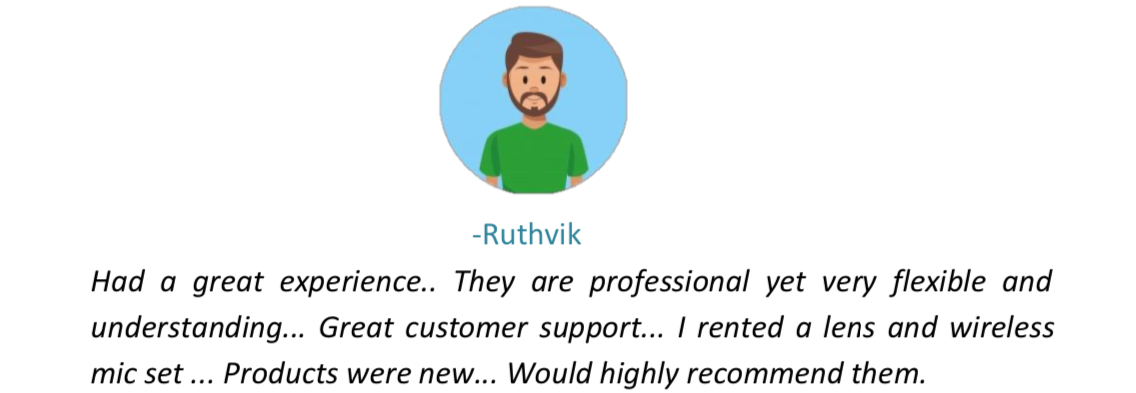 -Ruthvik
Had a great experience.. They are professional yet very flexible and
understanding... Great customer support... I rented a lens and wireless
mic set ... Products were new... Would highly recommend them.